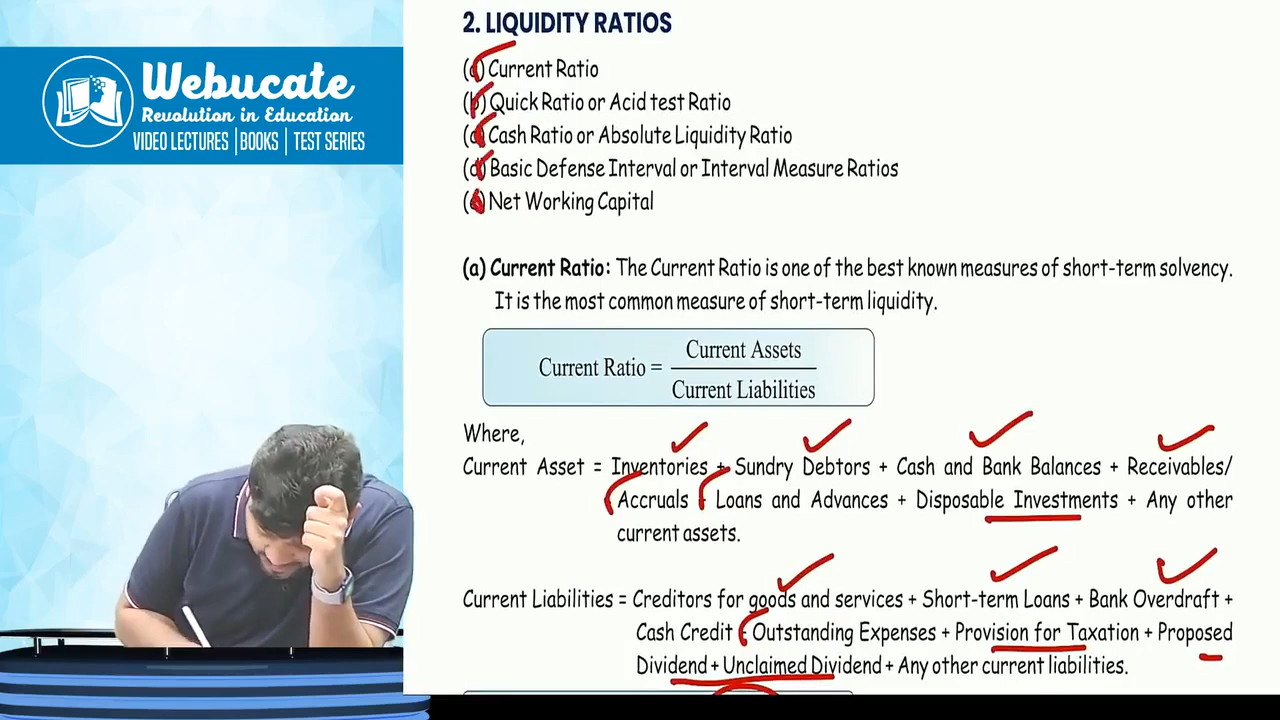 Webucate
Revolution in Education
VIDEO LECTURES | BOOKS | TEST SERIES
2. LIQUIDITY RATIOS
(a) Current Ratio
(b) Quick Ratio or Acid test Ratio
(c) Cash Ratio or Absolute Liquidity Ratio
(d) Basic Defense Interval or Interval Measure Ratios
(e) Net Working Capital
(a) Current Ratio: The Current Ratio is one of the best known measures of short-term solvency.
It is the most common measure of short-term liquidity.
Current Ratio = Current Assets
Current Liabilities
Where,
Current Asset = Inventories + Sundry Debtors + Cash and Bank Balances + Receivables/
Accruals + Loans and Advances + Disposable Investments + Any other
current assets.
Current Liabilities = Creditors for goods and services + Short-term Loans + Bank Overdraft +
Cash Credit + Outstanding Expenses + Provision for Taxation + Proposed
Dividend + Unclaimed Dividend + Any other current liabilities.